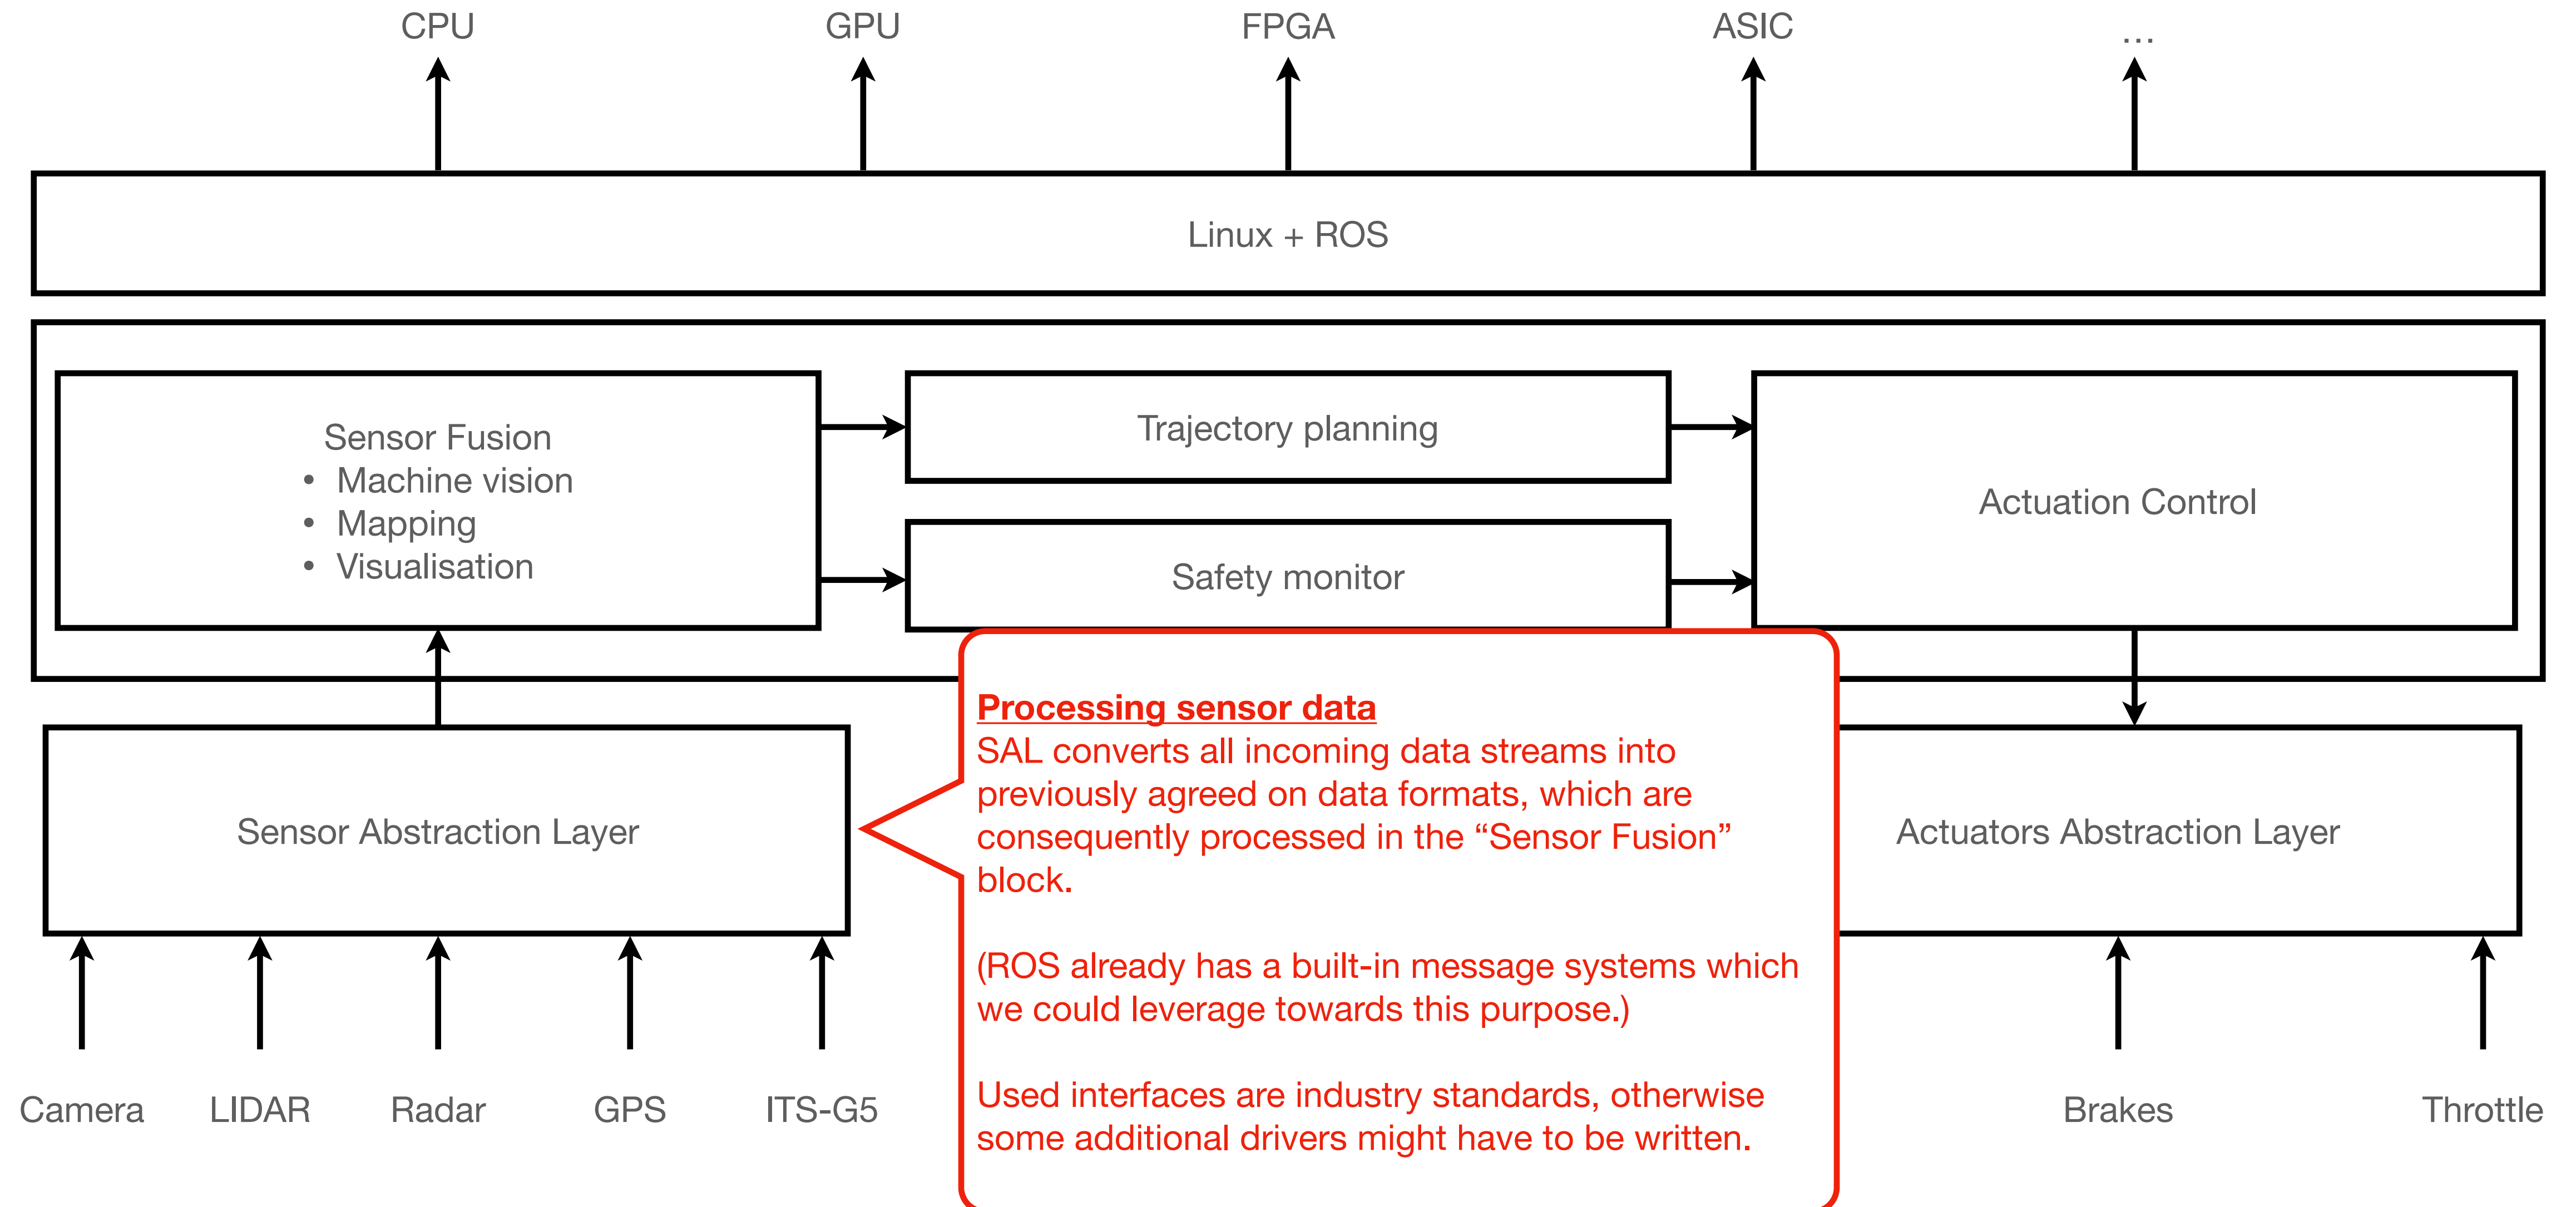 CPU
GPU
FPGA
ASIC
...
Linux + ROS
Sensor Fusion
• Machine vision
• Mapping
• Visualisation
Trajectory planning
Safety monitor
Actuation Control
Sensor Abstraction Layer
Processing sensor data
SAL converts all incoming data streams into
previously agreed on data formats, which are
consequently processed in the “Sensor Fusion”
block.
(ROS already has a built-in message systems which
we could leverage towards this purpose.)
Used interfaces are industry standards, otherwise
some additional drivers might have to be written.
Actuators Abstraction Layer
Camera
LIDAR
Radar
GPS
ITS-G5
Brakes
Throttle